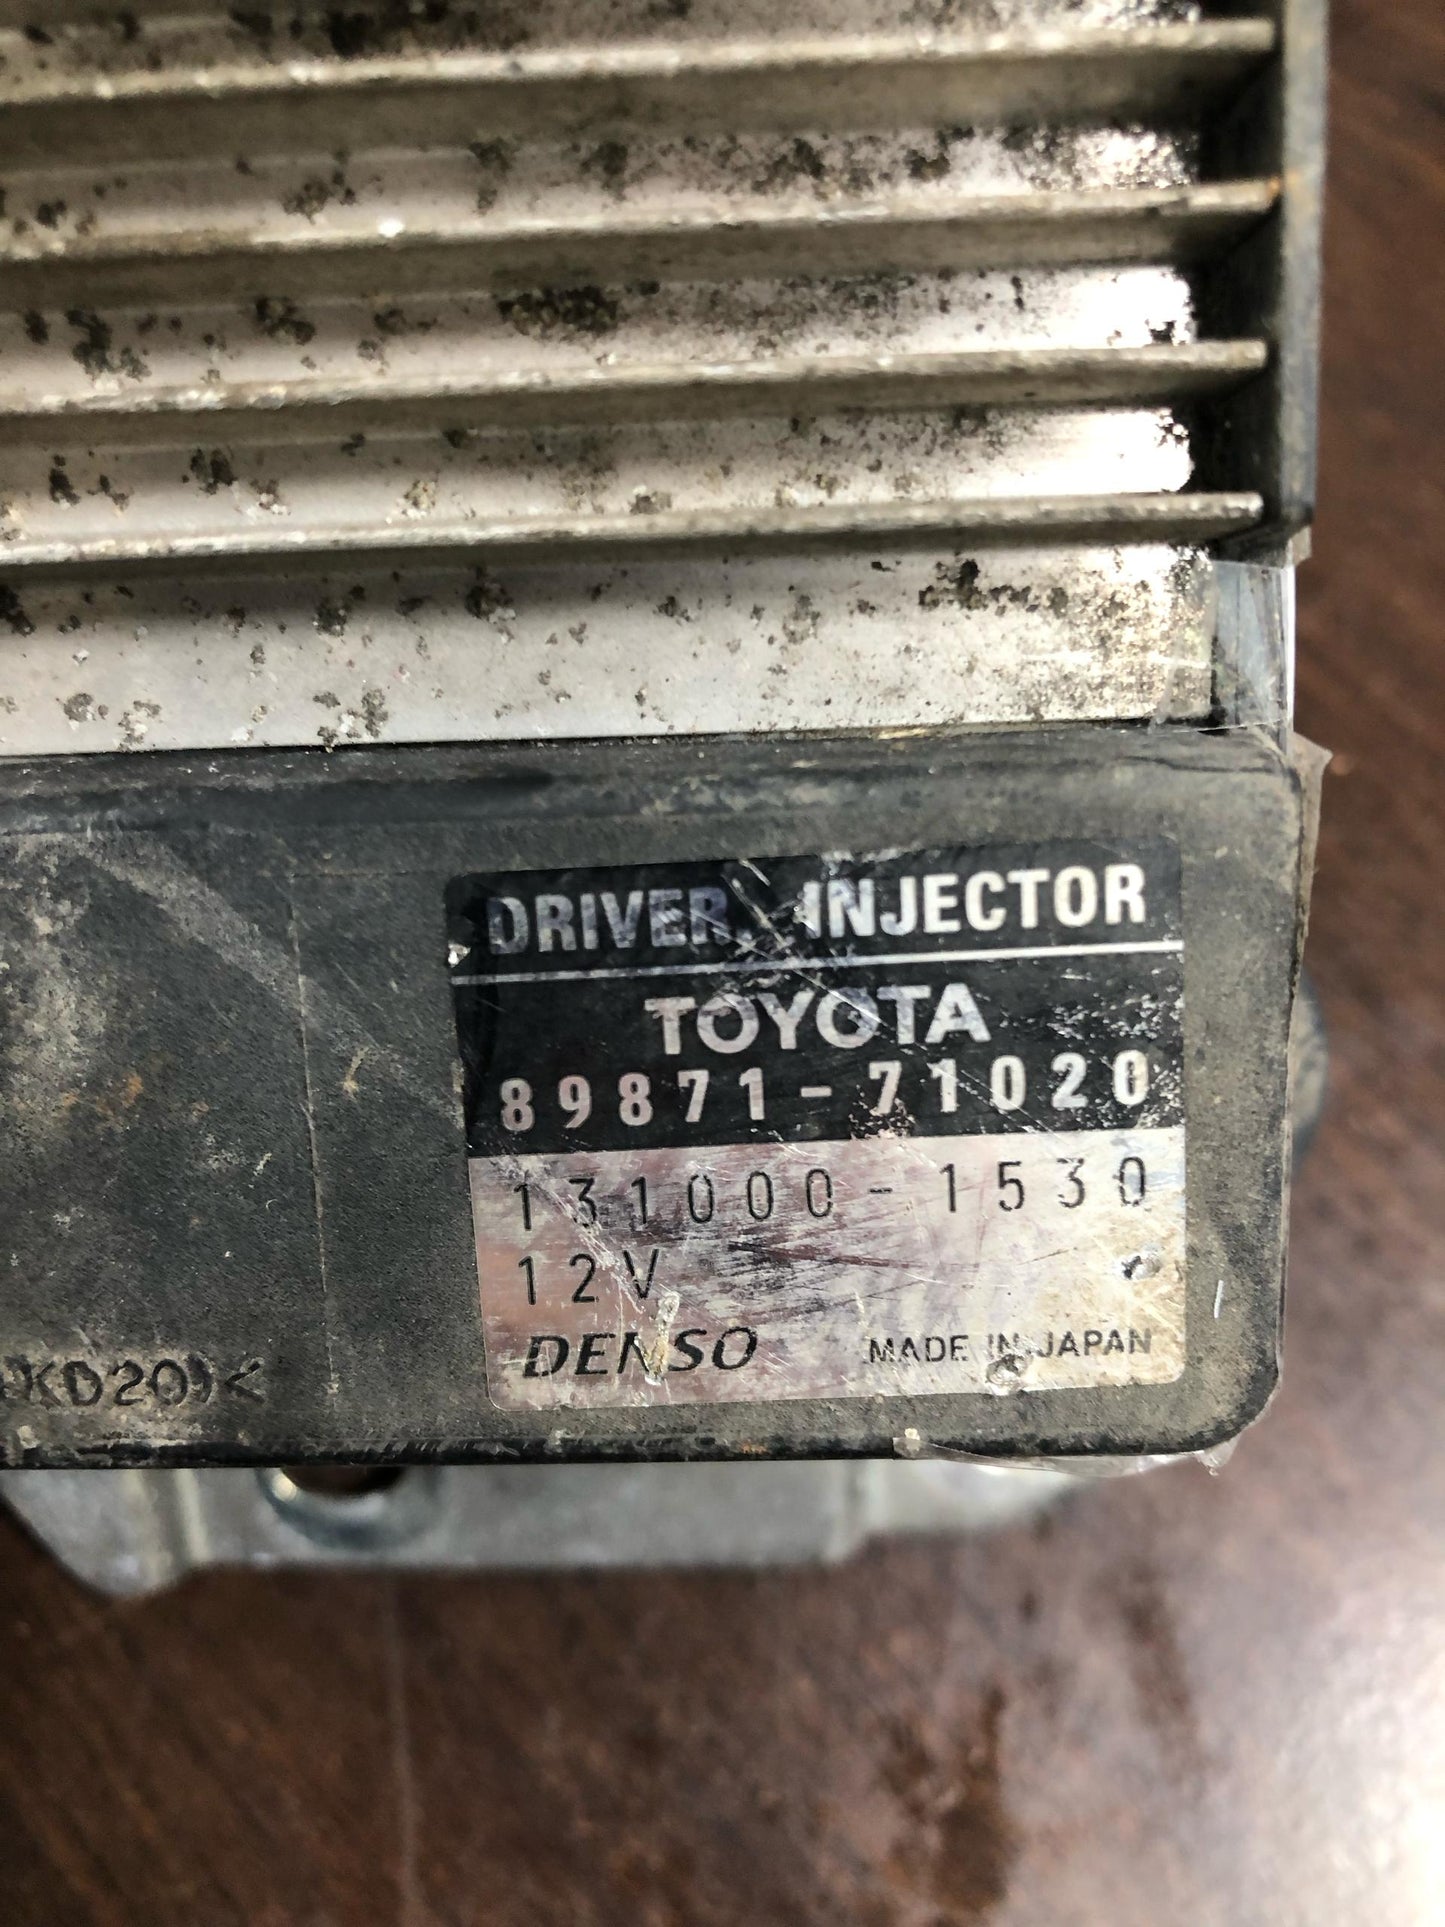 DRIVER, INJECTOR
TOYOTA
89871-71020
131000-1530
12V
DENSO MADE IN JAPAN